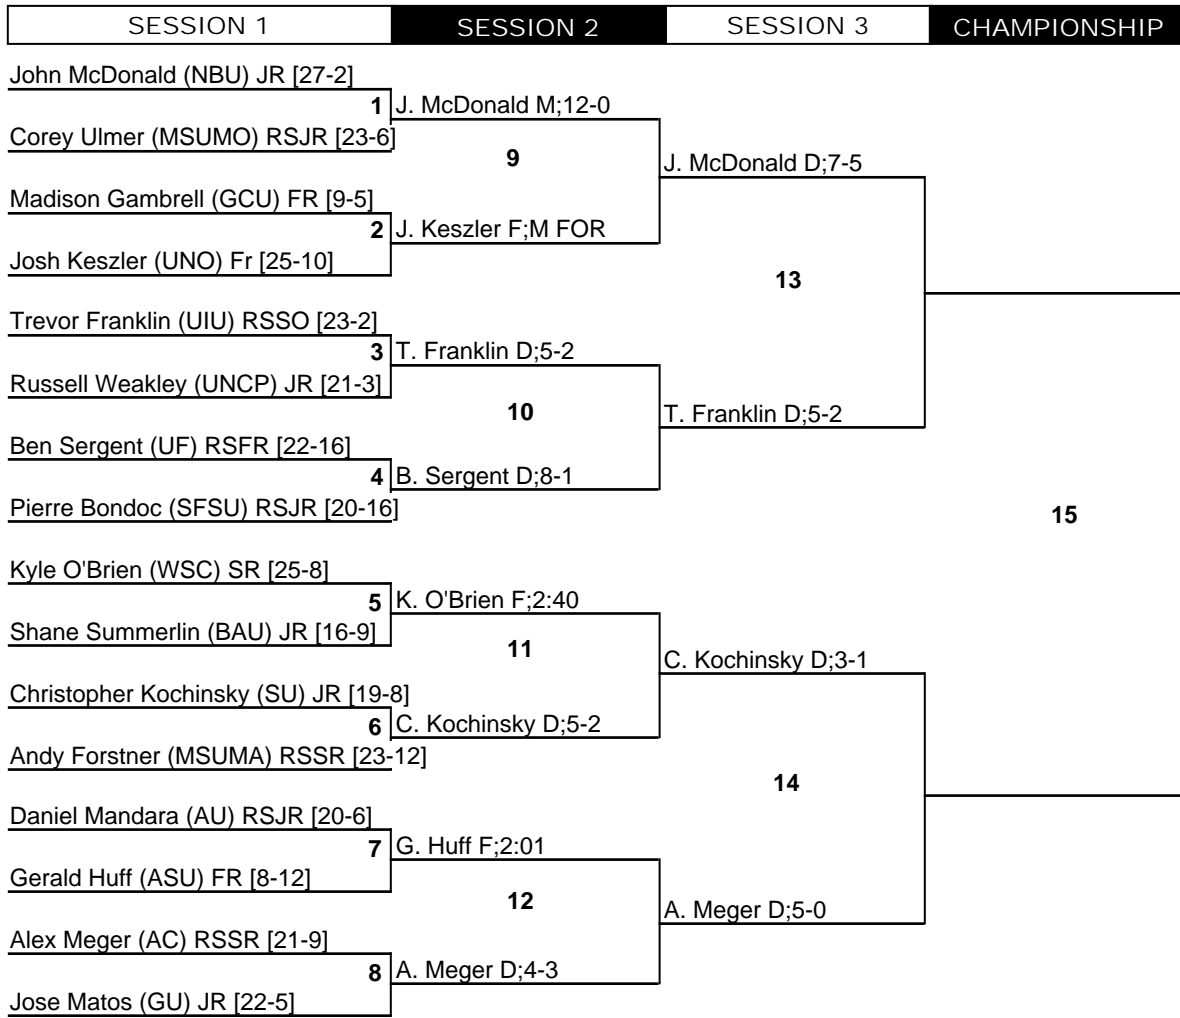 SESSION 1
SESSION 2
SESSION 3
CHAMPIONSHIP
John McDonald (NBU) JR [27-2]
1
J. McDonald M;12-0
Corey Ulmer (MSUMO) RSJR [23-6]
9
J. McDonald D;7-5
Madison Gambrell (GCU) FR [9-5]
2
J. Keszler F;M FOR
Josh Keszler (UNO) Fr [25-10]
13
Trevor Franklin (UIU) RSSO [23-2]
3
T. Franklin D;5-2
Russell Weakley (UNCP) JR [21-3]
10
T. Franklin D;5-2
Ben Sergent (UF) RSFR [22-16]
4
B. Sergent D;8-1
Pierre Bondoc (SFSU) RSJR [20-16]
15
Kyle O'Brien (WSC) SR [25-8]
5
K. O'Brien F;2:40
Shane Summerlin (BAU) JR [16-9]
11
C. Kochinsky D;3-1
Christopher Kochinsky (SU) JR [19-8]
6
C. Kochinsky D;5-2
Andy Forstner (MSUMA) RSSR [23-12]
14
Daniel Mandara (AU) RSJR [20-6]
7
G. Huff F;2:01
Gerald Huff (ASU) FR [8-12]
12
A. Meger D;5-0
Alex Meger (AC) RSSR [21-9]
8
A. Meger D;4-3
Jose Matos (GU) JR [22-5]